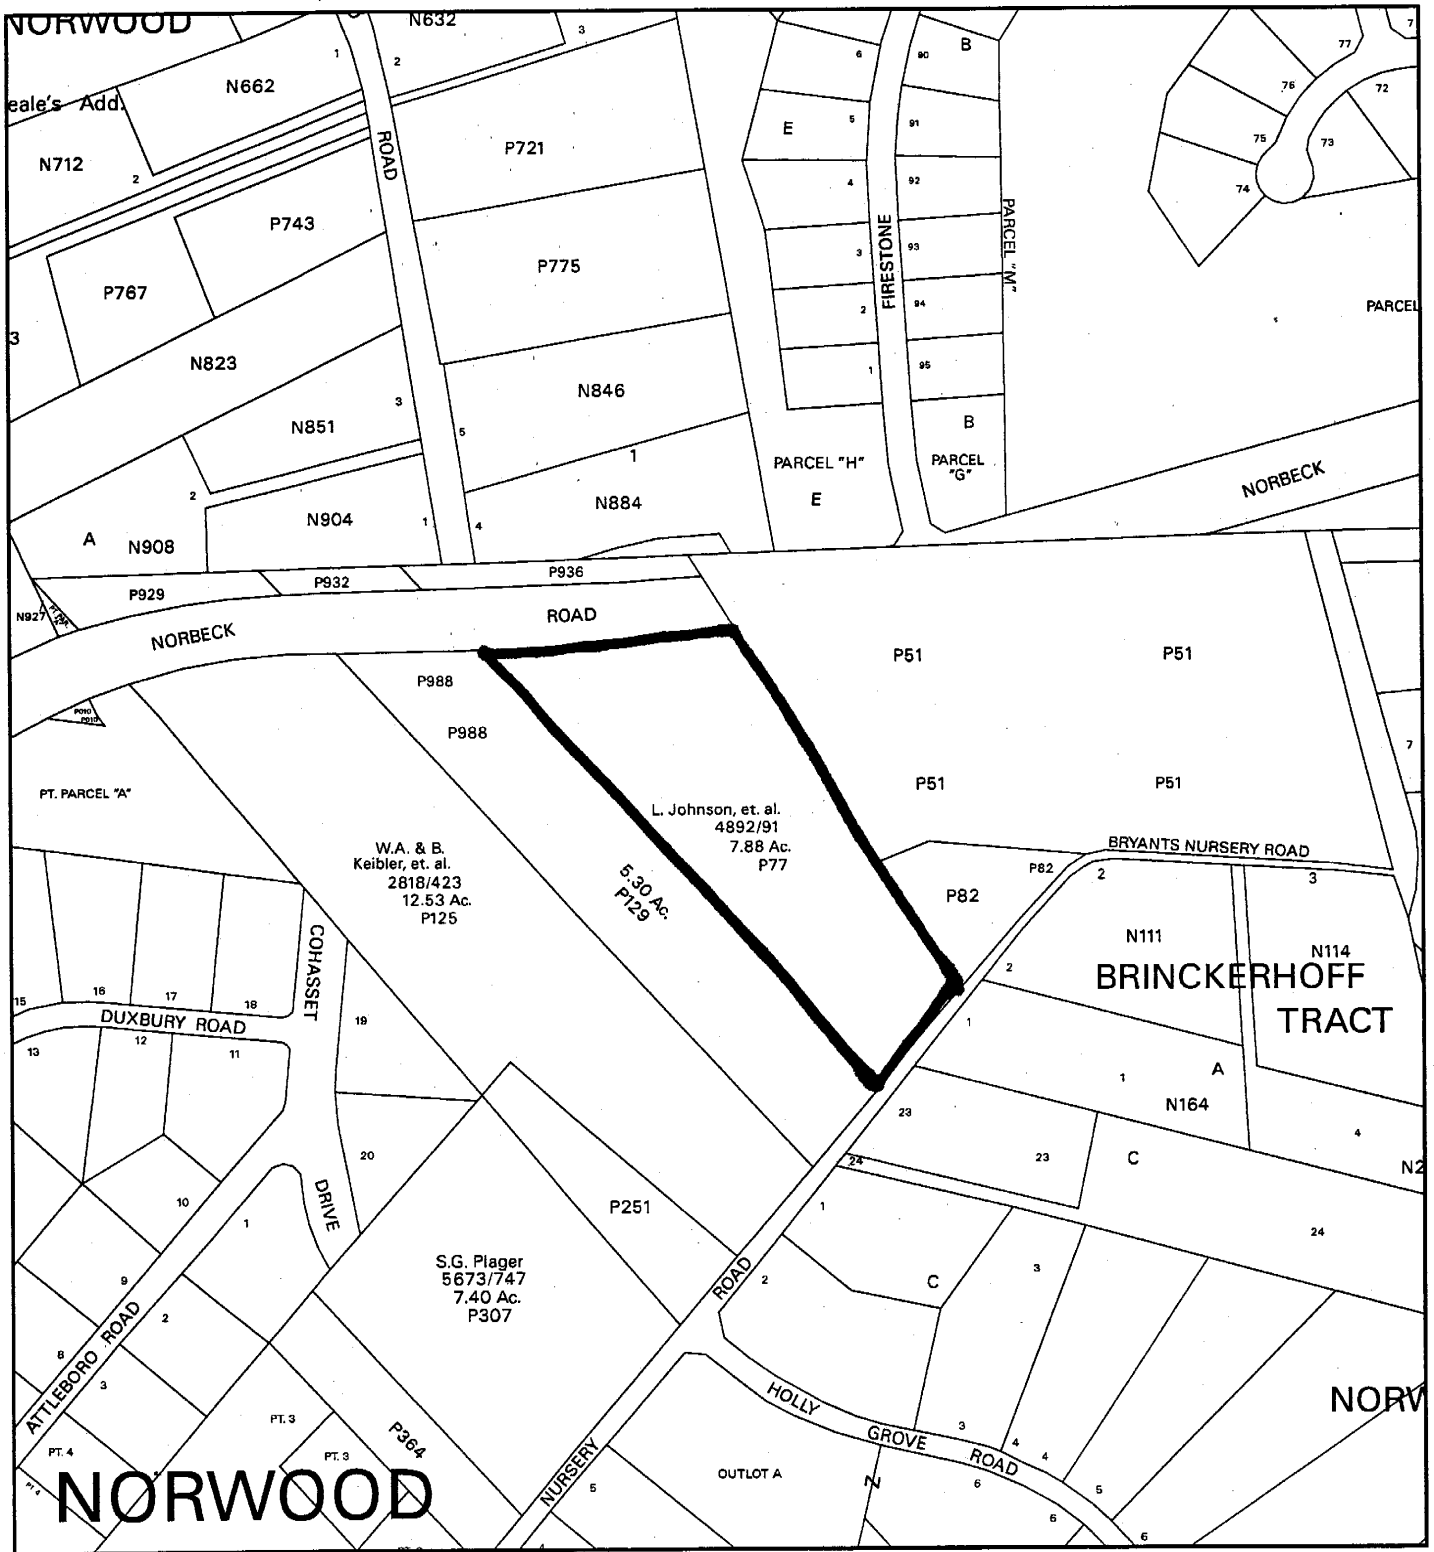 NORWOOD
N632
3
1
2
N662
eale's Add.
N712
2
ROAD
P721
P743
P775
P767
3
N823
N846
3
N851
5
1
2
N904
1
4
N884
A
N908
6
90
B
E
5
91
4
92
PARCEL "M"
3
93
FIRESTONE
2
94
1
95
B
PARCEL "H"
PARCEL
"G"
E
77
7
76
72
75
73
74
PARCEL
NORBECK
P936
P932
P929
N927
ROAD
NORBECK
P988
P988
P010
P010
PT. PARCEL "A"
P51
P51
P51
P51
L. Johnson, et. al.
4892/91
7.88 Ac.
P77
W.A. & B.
Keibler, et. al.
2818/423
12.53 Ac.
P125
5.30 Ac.
P129
7
BRYANTS NURSERY ROAD
P82
P82
2
3
N111
N114
2
BRINCKERHOFF
TRACT
1
A
1
N164
4
N2
COHASSET
15
16
17
18
19
DUXBURY ROAD
13
12
11
20
DRIVE
10
1
9
2
8
3
ATTLEBORO ROAD
23
23
C
24
24
1
P251
S.G. Plager
5673/747
7.40 Ac.
P307
ROAD
2
C
3
HOLLY
GROVE
ROAD
3
4
4
5
6
6
6
NORW
PT. 3
PT. 3
P364
PT. 4
PT 4
NORWOOD
NURSERY
5
OUTLOT A
Z
4